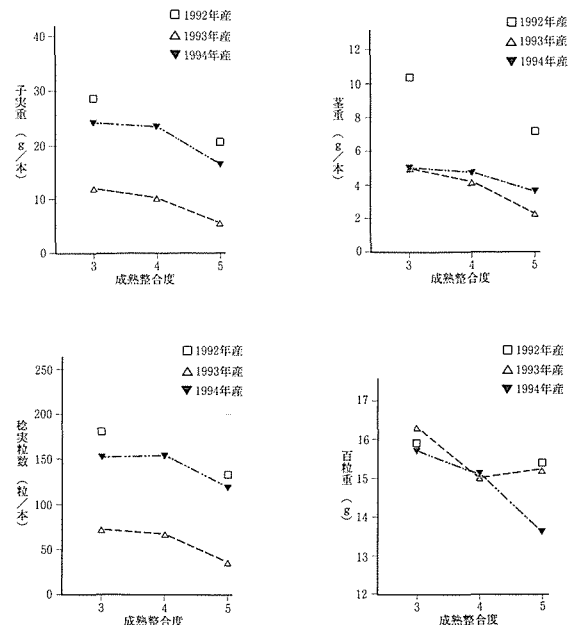 □ 1992年産
△ 1993年産
▼ 1994年産
40
30
20
10
0
子実重（g／本）
3 4 5
成熟整合度
□ 1992年産
△ 1993年産
▼ 1994年産
12
10
8
6
4
2
0
茎重（g／本）
3 4 5
成熟整合度
□ 1992年産
△ 1993年産
▼ 1994年産
250
200
150
100
50
0
稔実粒数（粒／本）
3 4 5
成熟整合度
□ 1992年産
△ 1993年産
▼ 1994年産
17
16
15
14
13
12
百粒重（g）
3 4 5
成熟整合度